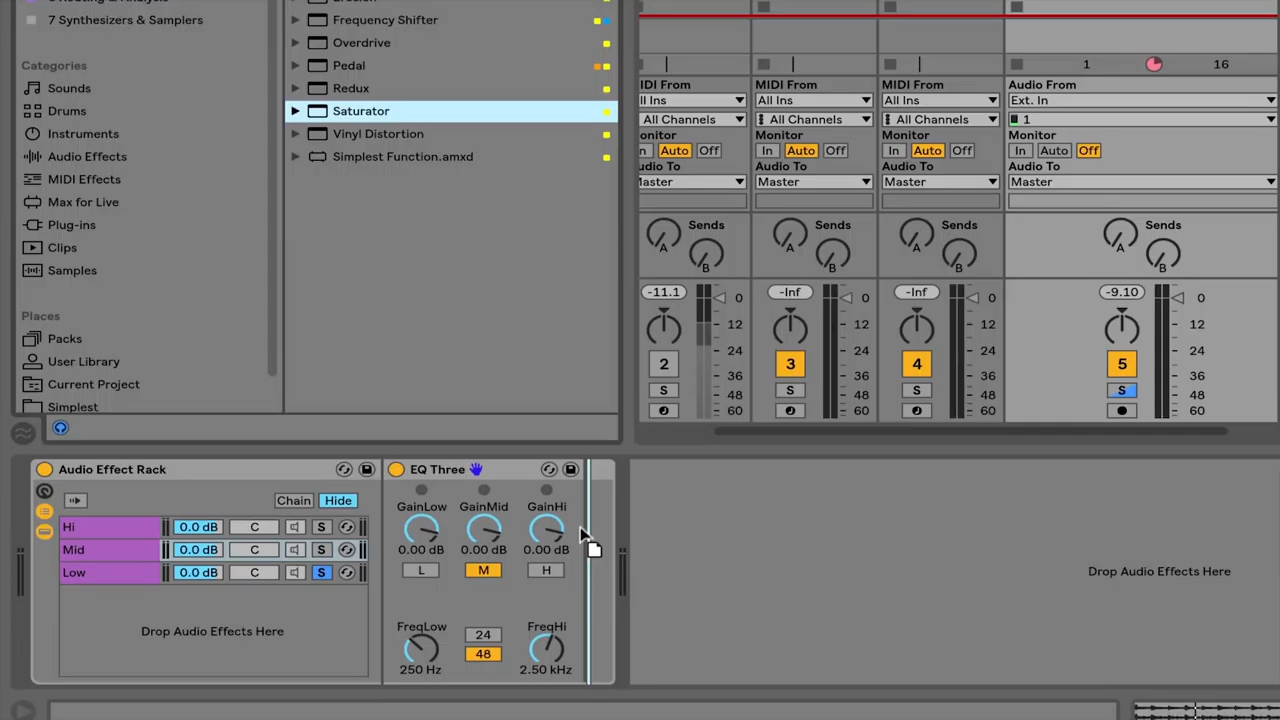 7 Synthesizers & Samplers
Categories
Sounds
Drums
Instruments
Audio Effects
MIDI Effects
Max for Live
Plug-ins
Clips
Samples
Places
Packs
User Library
Current Project
Simplest
Frequency Shifter
Overdrive
Pedal
Redux
Saturator
Vinyl Distortion
Simplest Function.amxd
1 16
IDI From MIDI From MIDI From Audio From
ll Ins All Ins All Ins Ext. In
All Channels All Channels All Channels 1
Monitor Monitor Monitor
n Auto Off In Auto Off In Auto Off In Auto Off
udio To Audio To Audio To Audio To
Master Master Master Master
Sends Sends Sends Sends
A A A A
B B B B
-11.1 0 -Inf 0 -Inf 0 -9.10 0
12 12 12 12
24 24 24 24
2 36 3 36 4 36 5 36
S 48 S 48 S 48 S 48
60 60 60 60
Audio Effect Rack
Chain Hide
Hi 0.0 dB C S
Mid 0.0 dB C S
Low 0.0 dB C S
Drop Audio Effects Here
EQ Three
GainLow GainMid GainHi
0.00 dB 0.00 dB 0.00 dB
L M H
FreqLow 24 FreqHi
48
250 Hz 2.50 kHz
Drop Audio Effects Here